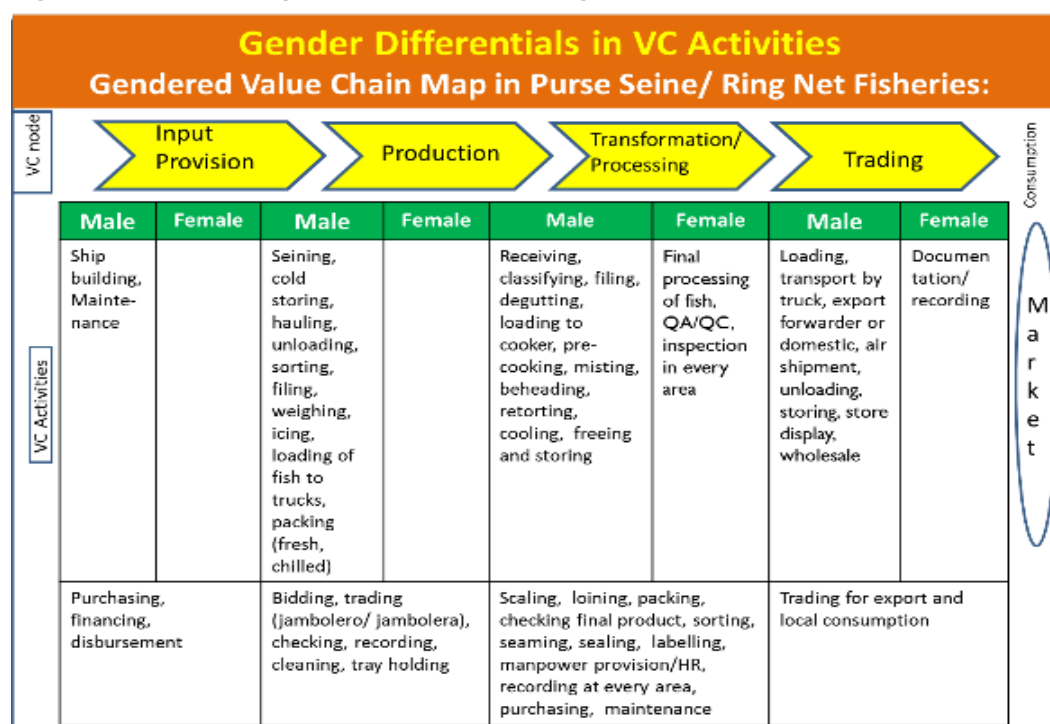 Gender Differentials in VC Activities
Gendered Value Chain Map in Purse Seine/ Ring Net Fisheries:
VC node
Input
Provision
Production
Transformation/
Processing
Trading
Consumption
Male
Female
Male
Female
Male
Female
Male
Female
VC Activities
Ship
building,
Mainte-
nance
Seining,
cold
storing,
hauling,
unloading,
sorting,
filing,
weighing,
icing,
loading of
fish to
trucks,
packing
(fresh,
chilled)
Receiving,
classifying, filing,
degutting,
loading to
cooker, pre-
cooking, misting,
beheading,
retorting,
cooling, freeing
and storing
Final
processing
of fish,
QA/QC,
inspection
in every
area
Loading,
transport by
truck, export
forwarder or
domestic, air
shipment,
unloading,
storing, store
display,
wholesale
Documen
tation/
recording
Market
Purchasing,
financing,
disbursement
Bidding, trading
(jambolero/ jambolera),
checking, recording,
cleaning, tray holding
Scaling, loining, packing,
checking final product, sorting,
seaming, sealing, labelling,
manpower provision/HR,
recording at every area,
purchasing, maintenance
Trading for export and
local consumption